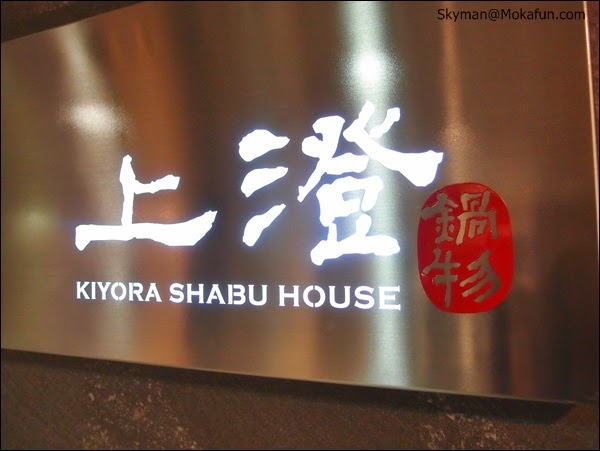 Skyman@Mokafun.com
上澄
鍋物
KIYORA SHABU HOUSE